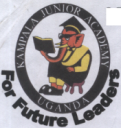 KAMPALA JUNIOR ACADEMY
UGANDA
For Future Leaders